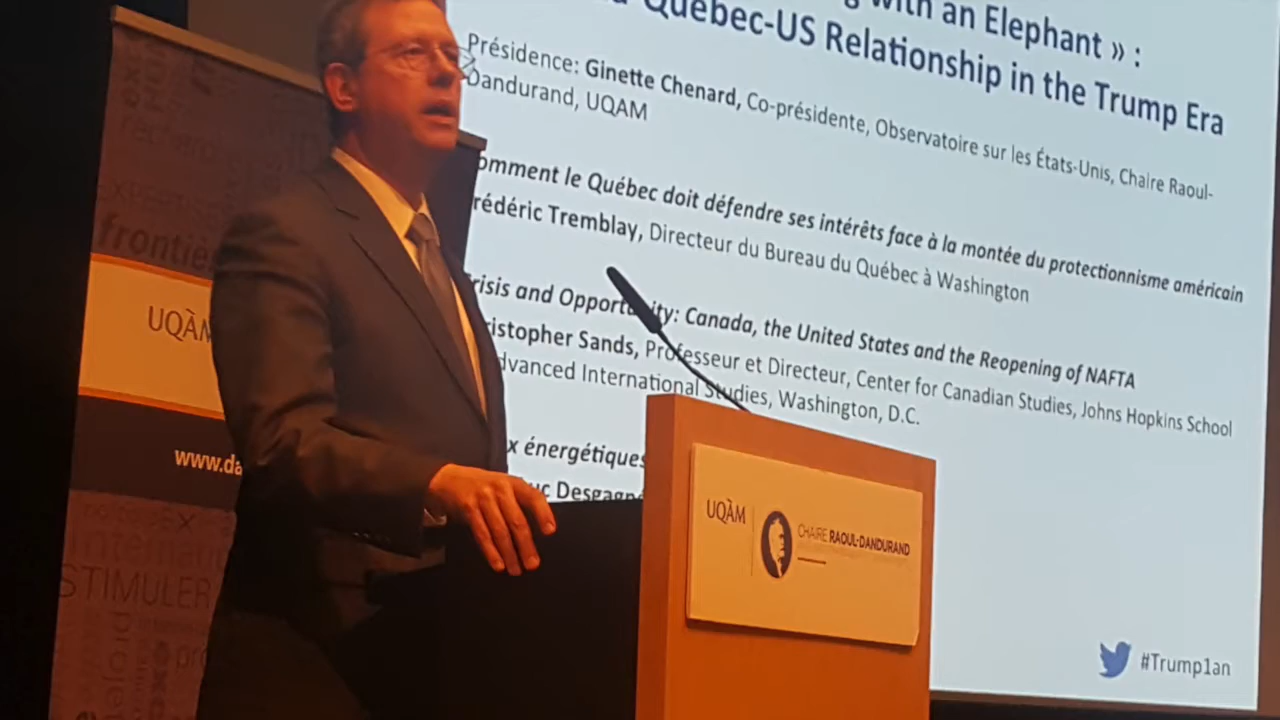 with an Elephant » :
Québec-US Relationship in the Trump Era
Présidence: Ginette Chenard, Co-présidente, Observatoire sur les États-Unis, Chaire Raoul-
Dandurand, UQAM
omment le Québec doit défendre ses intérêts face à la montée du protectionnisme américain
rédéric Tremblay, Directeur du Bureau du Québec à Washington
risis and Opportunity: Canada, the United States and the Reopening of NAFTA
ristopher Sands, Professeur et Directeur, Center for Canadian Studies, Johns Hopkins School
dvanced International Studies, Washington, D.C.
x énergétiques
uc Desgagné
#Trump1an
frontiè
UQÀM
www.da
STIMULER
UQÀM
CHAIRE RAOUL-DANDURAND